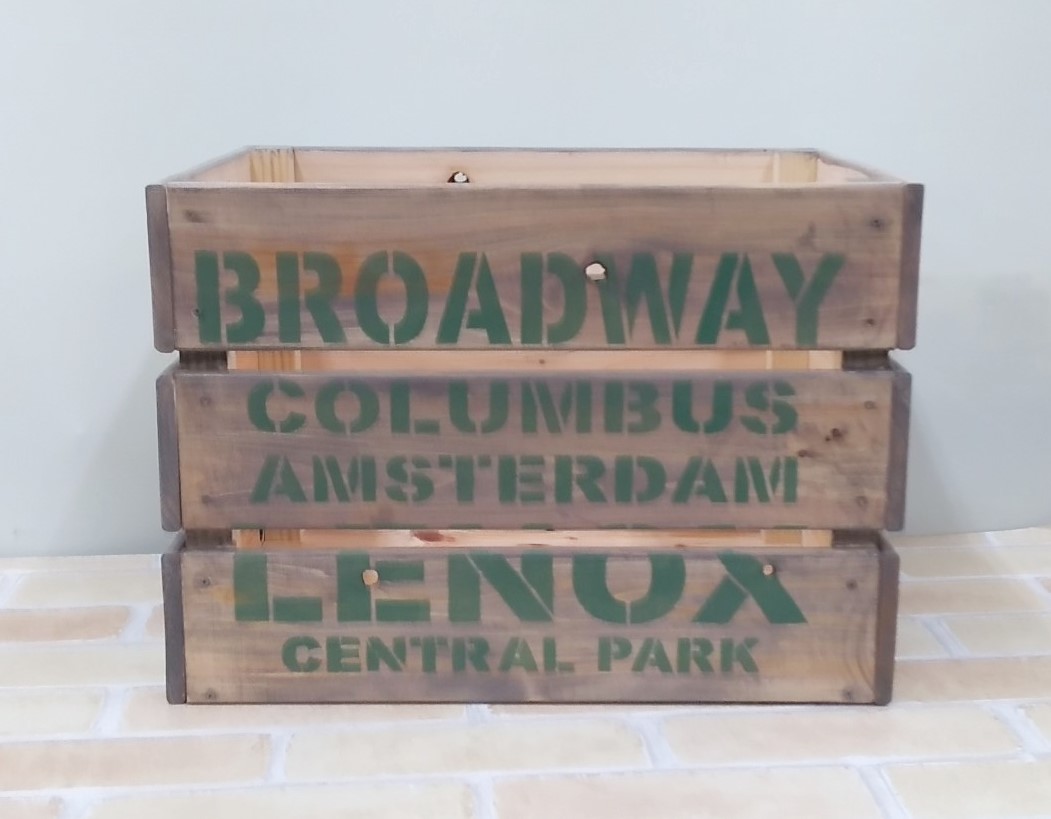 BROADWAY
COLUMBUS
AMSTERDAM
LENOX
CENTRAL PARK